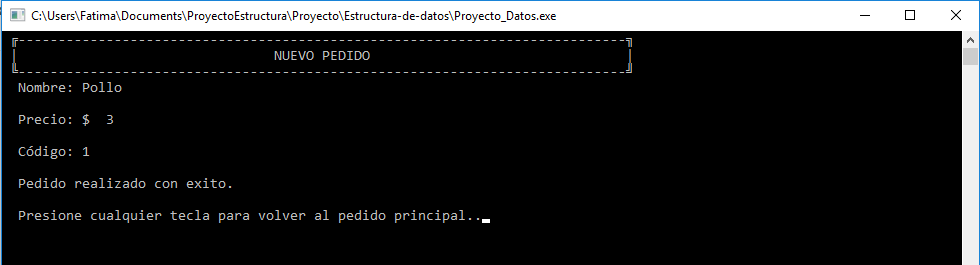 C:\Users\Fatima\Documents\ProyectoEstructura\Proyecto\Estructura-de-datos\Proyecto_Datos.exe
NUEVO PEDIDO
Nombre: Pollo
Precio: $  3
Código: 1
Pedido realizado con exito.
Presione cualquier tecla para volver al pedido principal..